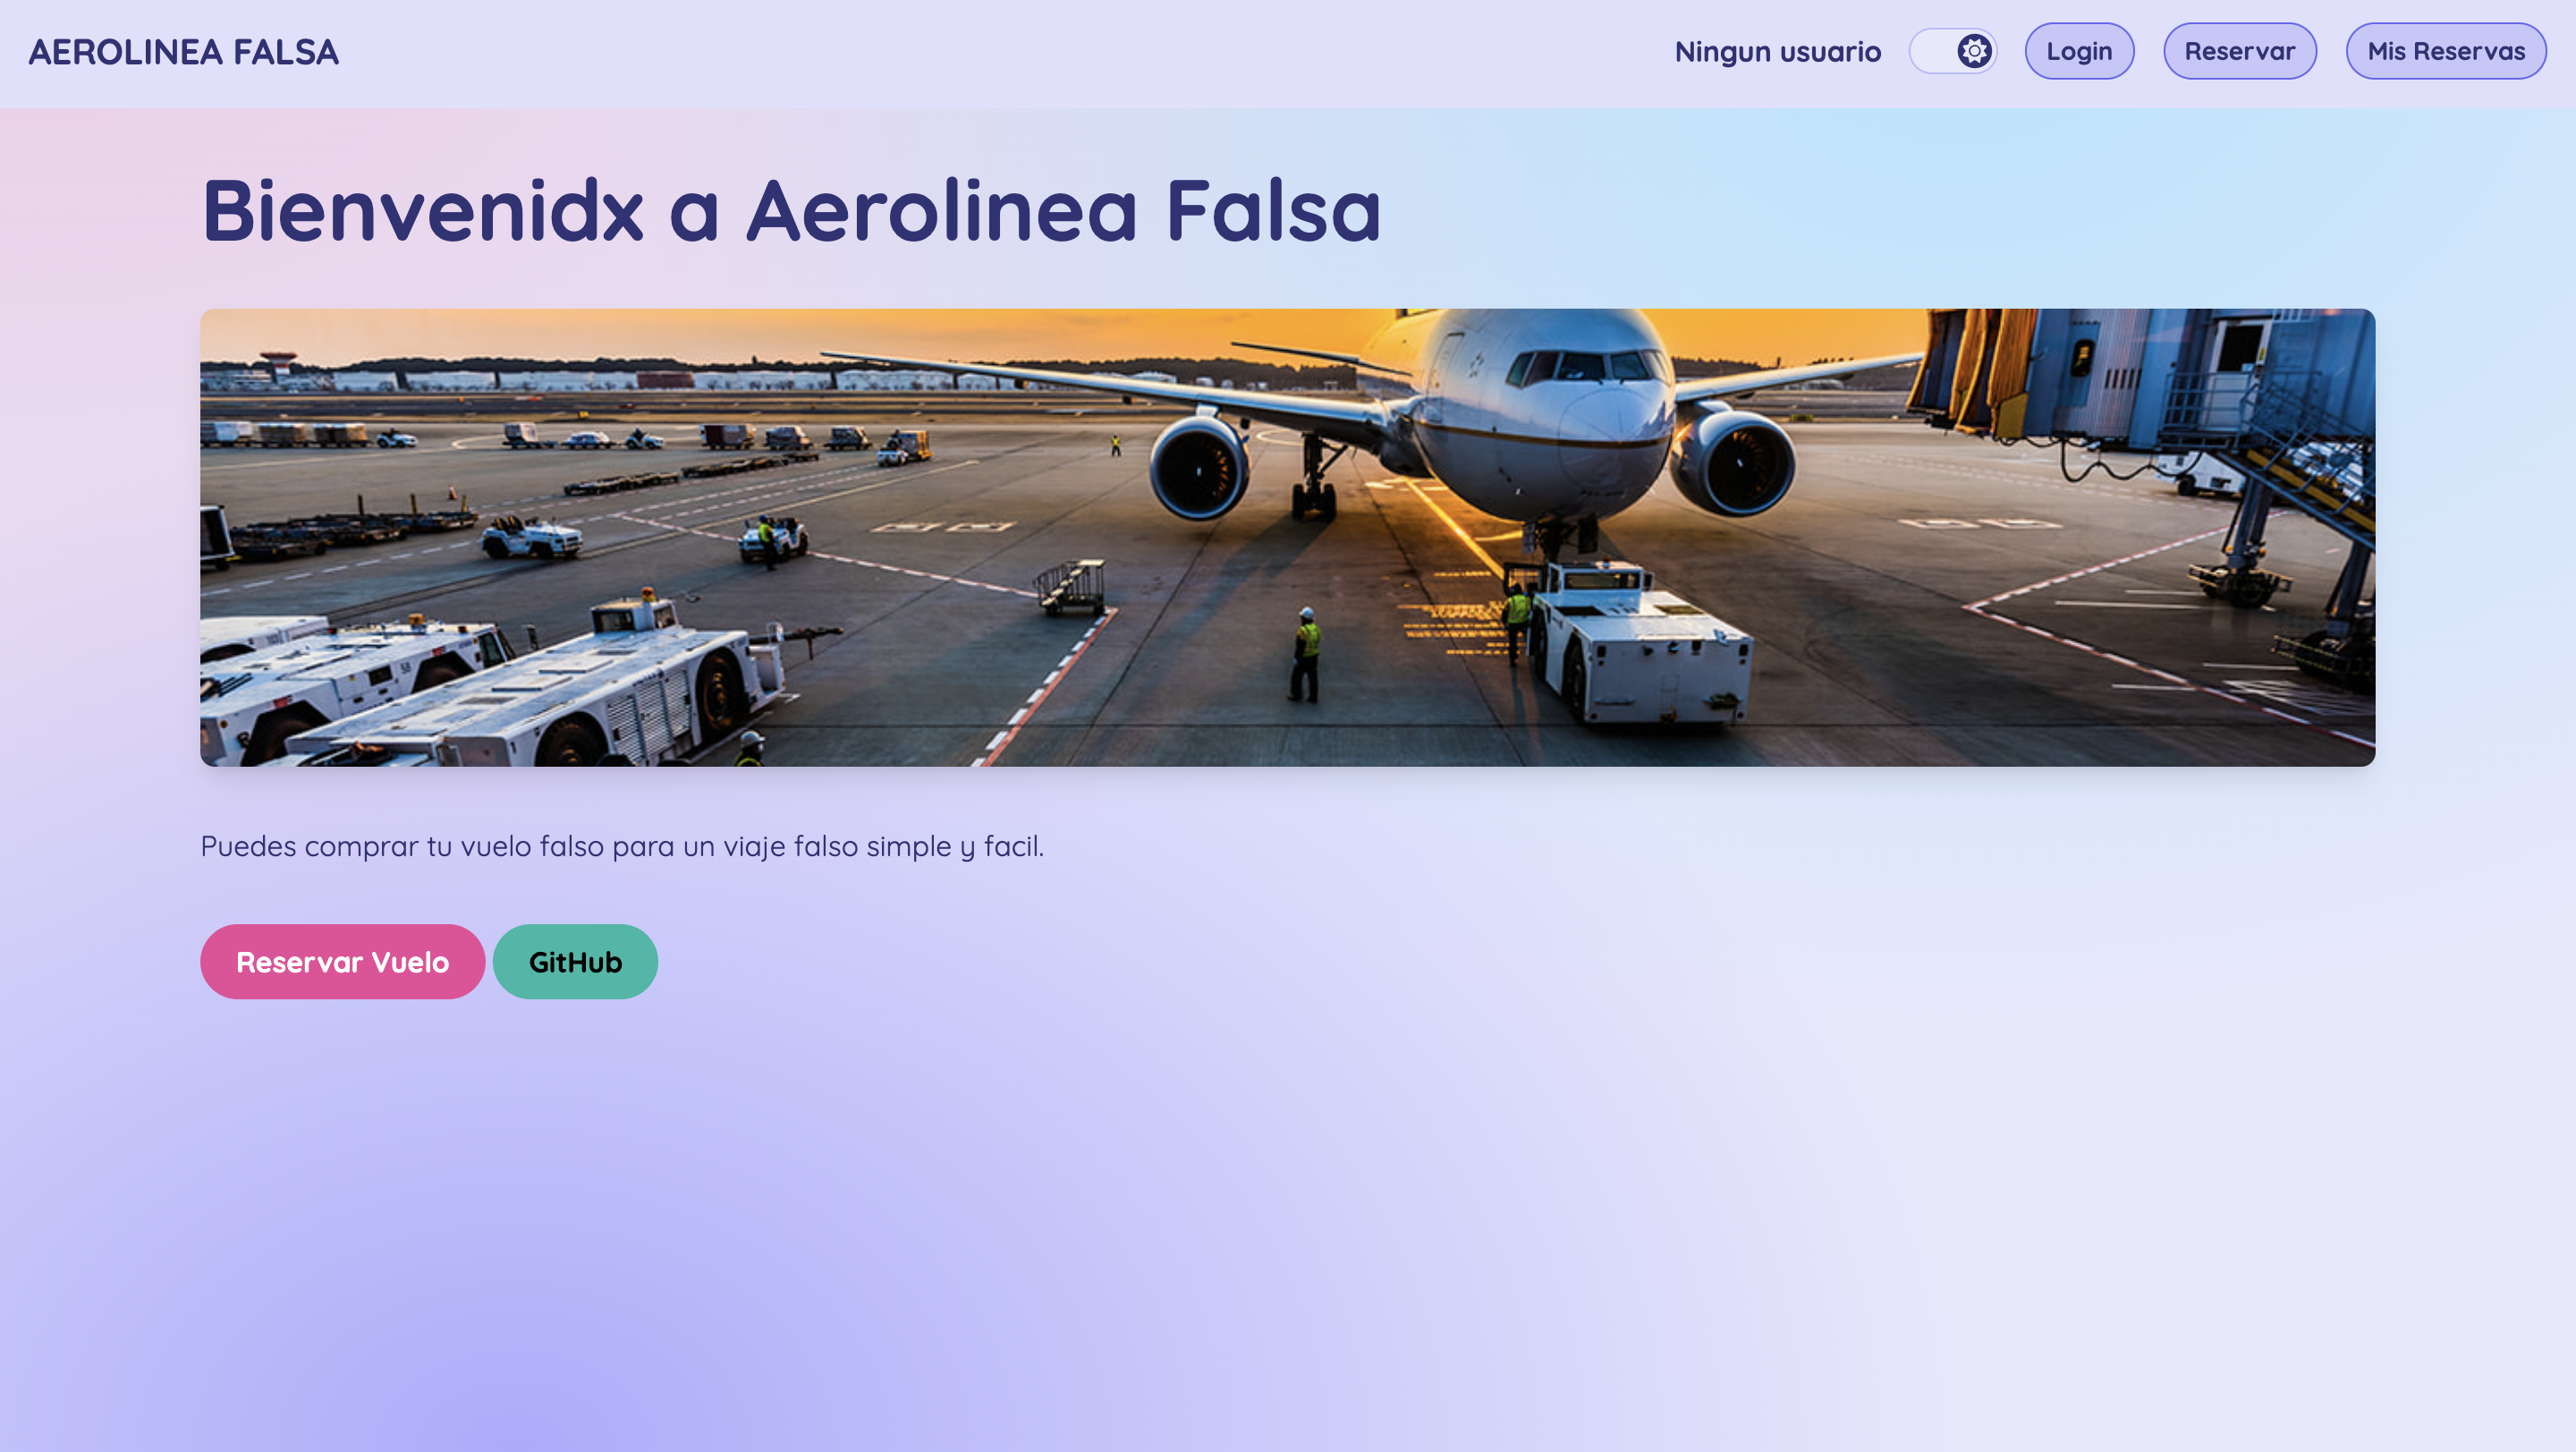 AEROLINEA FALSA
Ningun usuario
Login
Reservar
Mis Reservas
Bienvenidx a Aerolinea Falsa
Puedes comprar tu vuelo falso para un viaje falso simple y facil.
Reservar Vuelo
GitHub